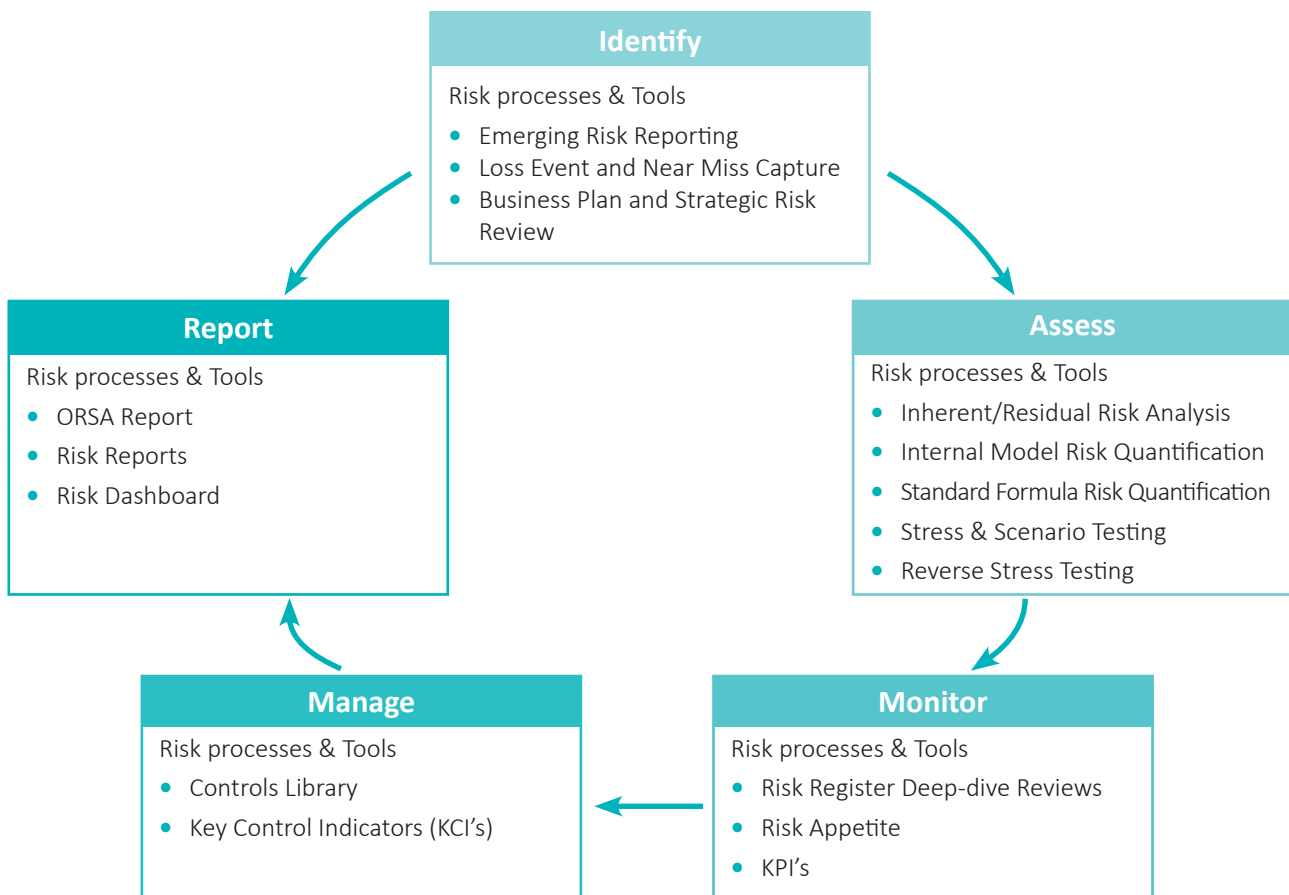 Identify
Risk processes & Tools
Emerging Risk Reporting
Loss Event and Near Miss Capture
Business Plan and Strategic Risk
Review
Assess
Risk processes & Tools
Inherent/Residual Risk Analysis
Internal Model Risk Quantification
Standard Formula Risk Quantification
Stress & Scenario Testing
Reverse Stress Testing
Monitor
Risk processes & Tools
Risk Register Deep-dive Reviews
Risk Appetite
KPI's
Manage
Risk processes & Tools
Controls Library
Key Control Indicators (KCI's)
Report
Risk processes & Tools
ORSA Report
Risk Reports
Risk Dashboard